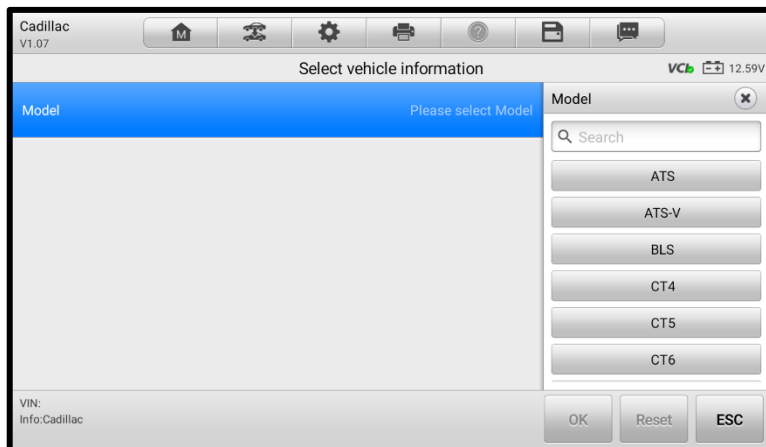 Cadillac
V1.07
M
Select vehicle information
VCI 12.59V
Model
Please select Model
Model
Search
ATS
ATS-V
BLS
CT4
CT5
CT6
VIN:
Info:Cadillac
OK
Reset
ESC